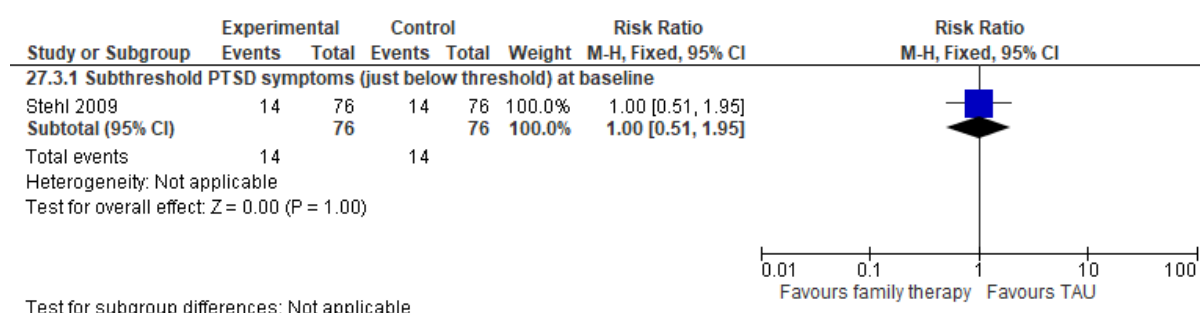 Experimental Control Risk Ratio Risk Ratio
Study or Subgroup Events Total Events Total Weight M-H, Fixed, 95% CI M-H, Fixed, 95% CI
27.3.1 Subthreshold PTSD symptoms (just below threshold) at baseline
Stehl 2009 14 76 14 76 100.0% 1.00 [0.51, 1.95]
Subtotal (95% CI) 76 76 100.0% 1.00 [0.51, 1.95]
Total events 14 14
Heterogeneity: Not applicable
Test for overall effect: Z = 0.00 (P = 1.00)
0.01 0.1 1 10 100
Favours family therapy Favours TAU
Test for subgroup differences: Not applicable